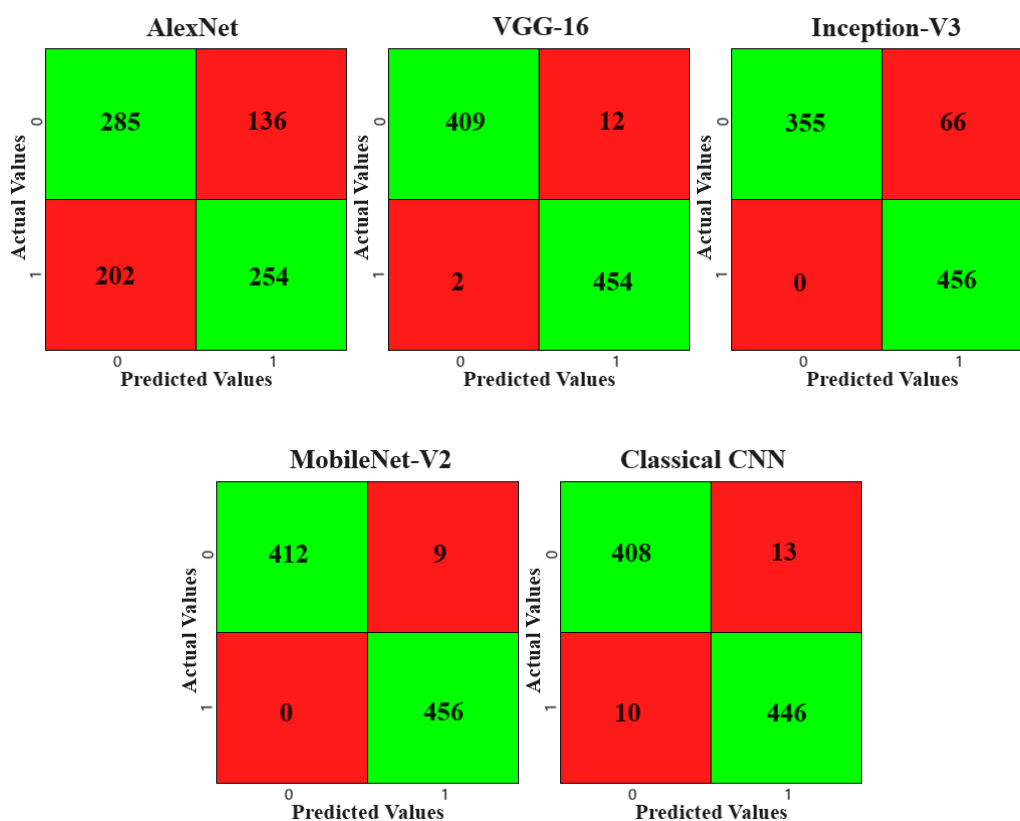 AlexNet
VGG-16
Inception-V3
Actual Values
0
1
285
136
202
254
0
1
Predicted Values
Actual Values
0
1
409
12
2
454
0
1
Predicted Values
Actual Values
0
1
355
66
0
456
0
1
Predicted Values
MobileNet-V2
Classical CNN
Actual Values
0
1
412
9
0
456
0
1
Predicted Values
Actual Values
0
1
408
13
10
446
0
1
Predicted Values